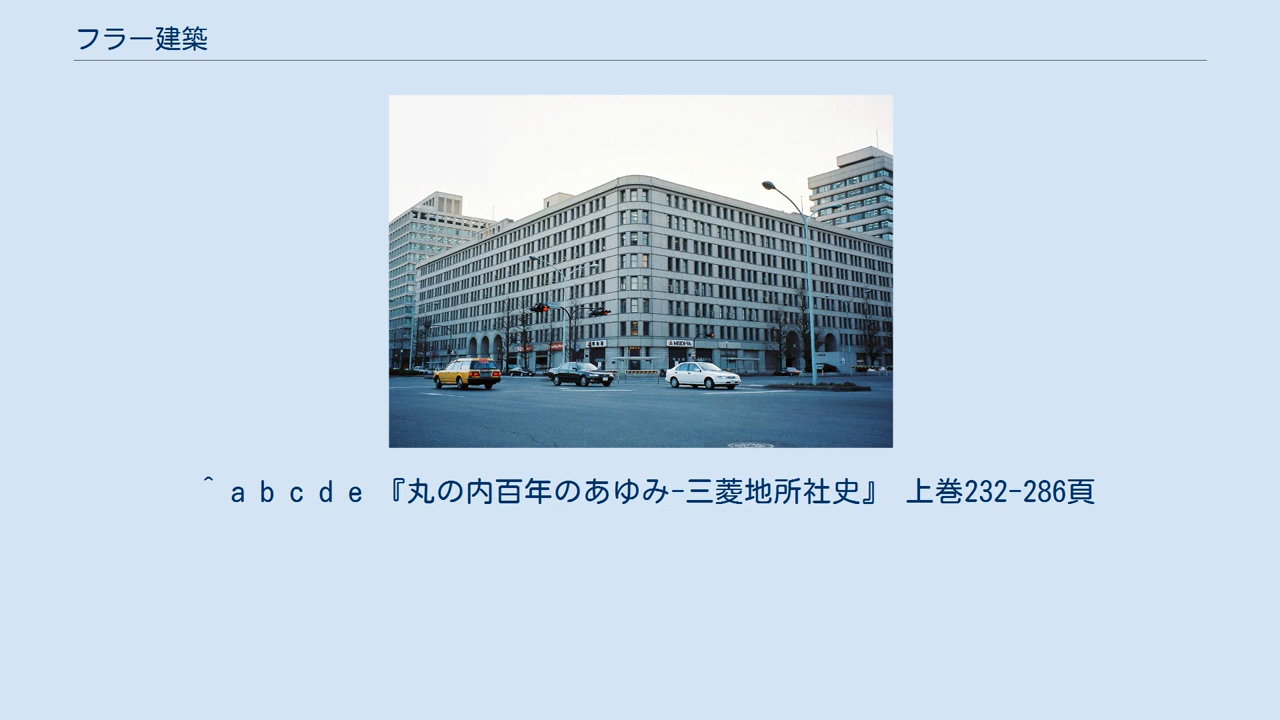 フラー建築
^ a b c d e 『丸の内百年のあゆみ-三菱地所社史』 上巻232-286頁